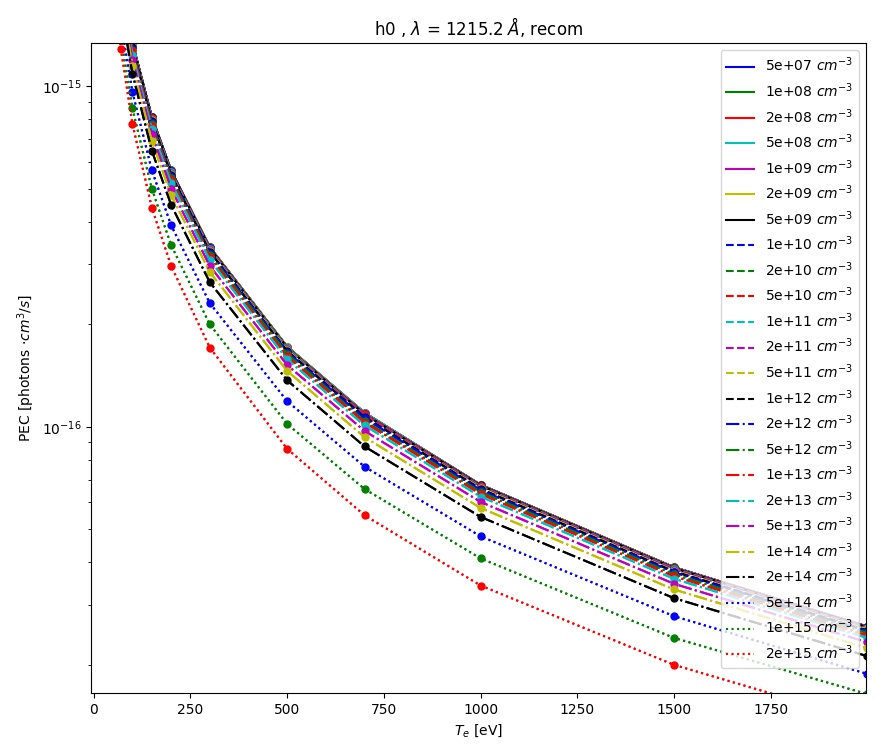 h0 , λ = 1215.2 Å, recom
PEC [photons ·cm³/s]
10⁻¹⁵
10⁻¹⁶
0
250
500
750
1000
1250
1500
1750
Tₑ [eV]
5e+07 cm⁻³
1e+08 cm⁻³
2e+08 cm⁻³
5e+08 cm⁻³
1e+09 cm⁻³
2e+09 cm⁻³
5e+09 cm⁻³
1e+10 cm⁻³
2e+10 cm⁻³
5e+10 cm⁻³
1e+11 cm⁻³
2e+11 cm⁻³
5e+11 cm⁻³
1e+12 cm⁻³
2e+12 cm⁻³
5e+12 cm⁻³
1e+13 cm⁻³
2e+13 cm⁻³
5e+13 cm⁻³
1e+14 cm⁻³
2e+14 cm⁻³
5e+14 cm⁻³
1e+15 cm⁻³
2e+15 cm⁻³